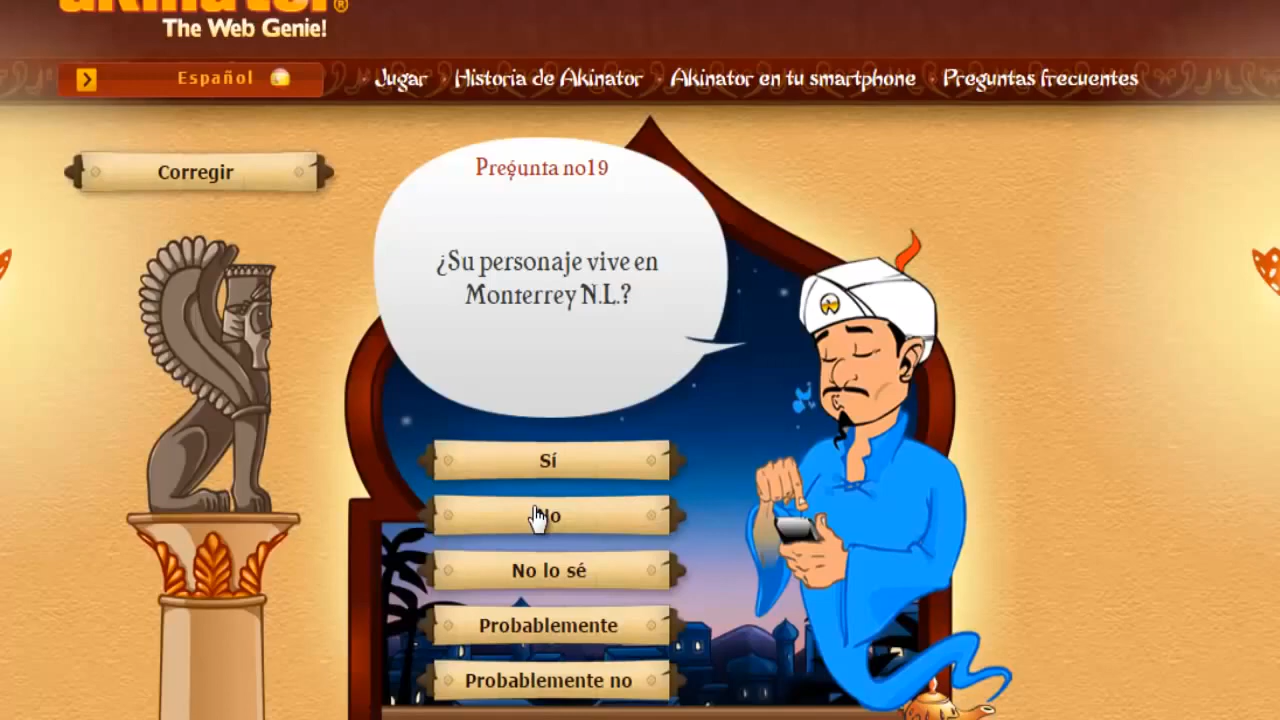 akinator®
The Web Genie!
Español
· Jugar · Historia de Akinator · Akinator en tu smartphone · Preguntas frecuentes
Corregir
Pregunta no19
¿Su personaje vive en
Monterrey N.L.?
Sí
No
No lo sé
Probablemente
Probablemente no